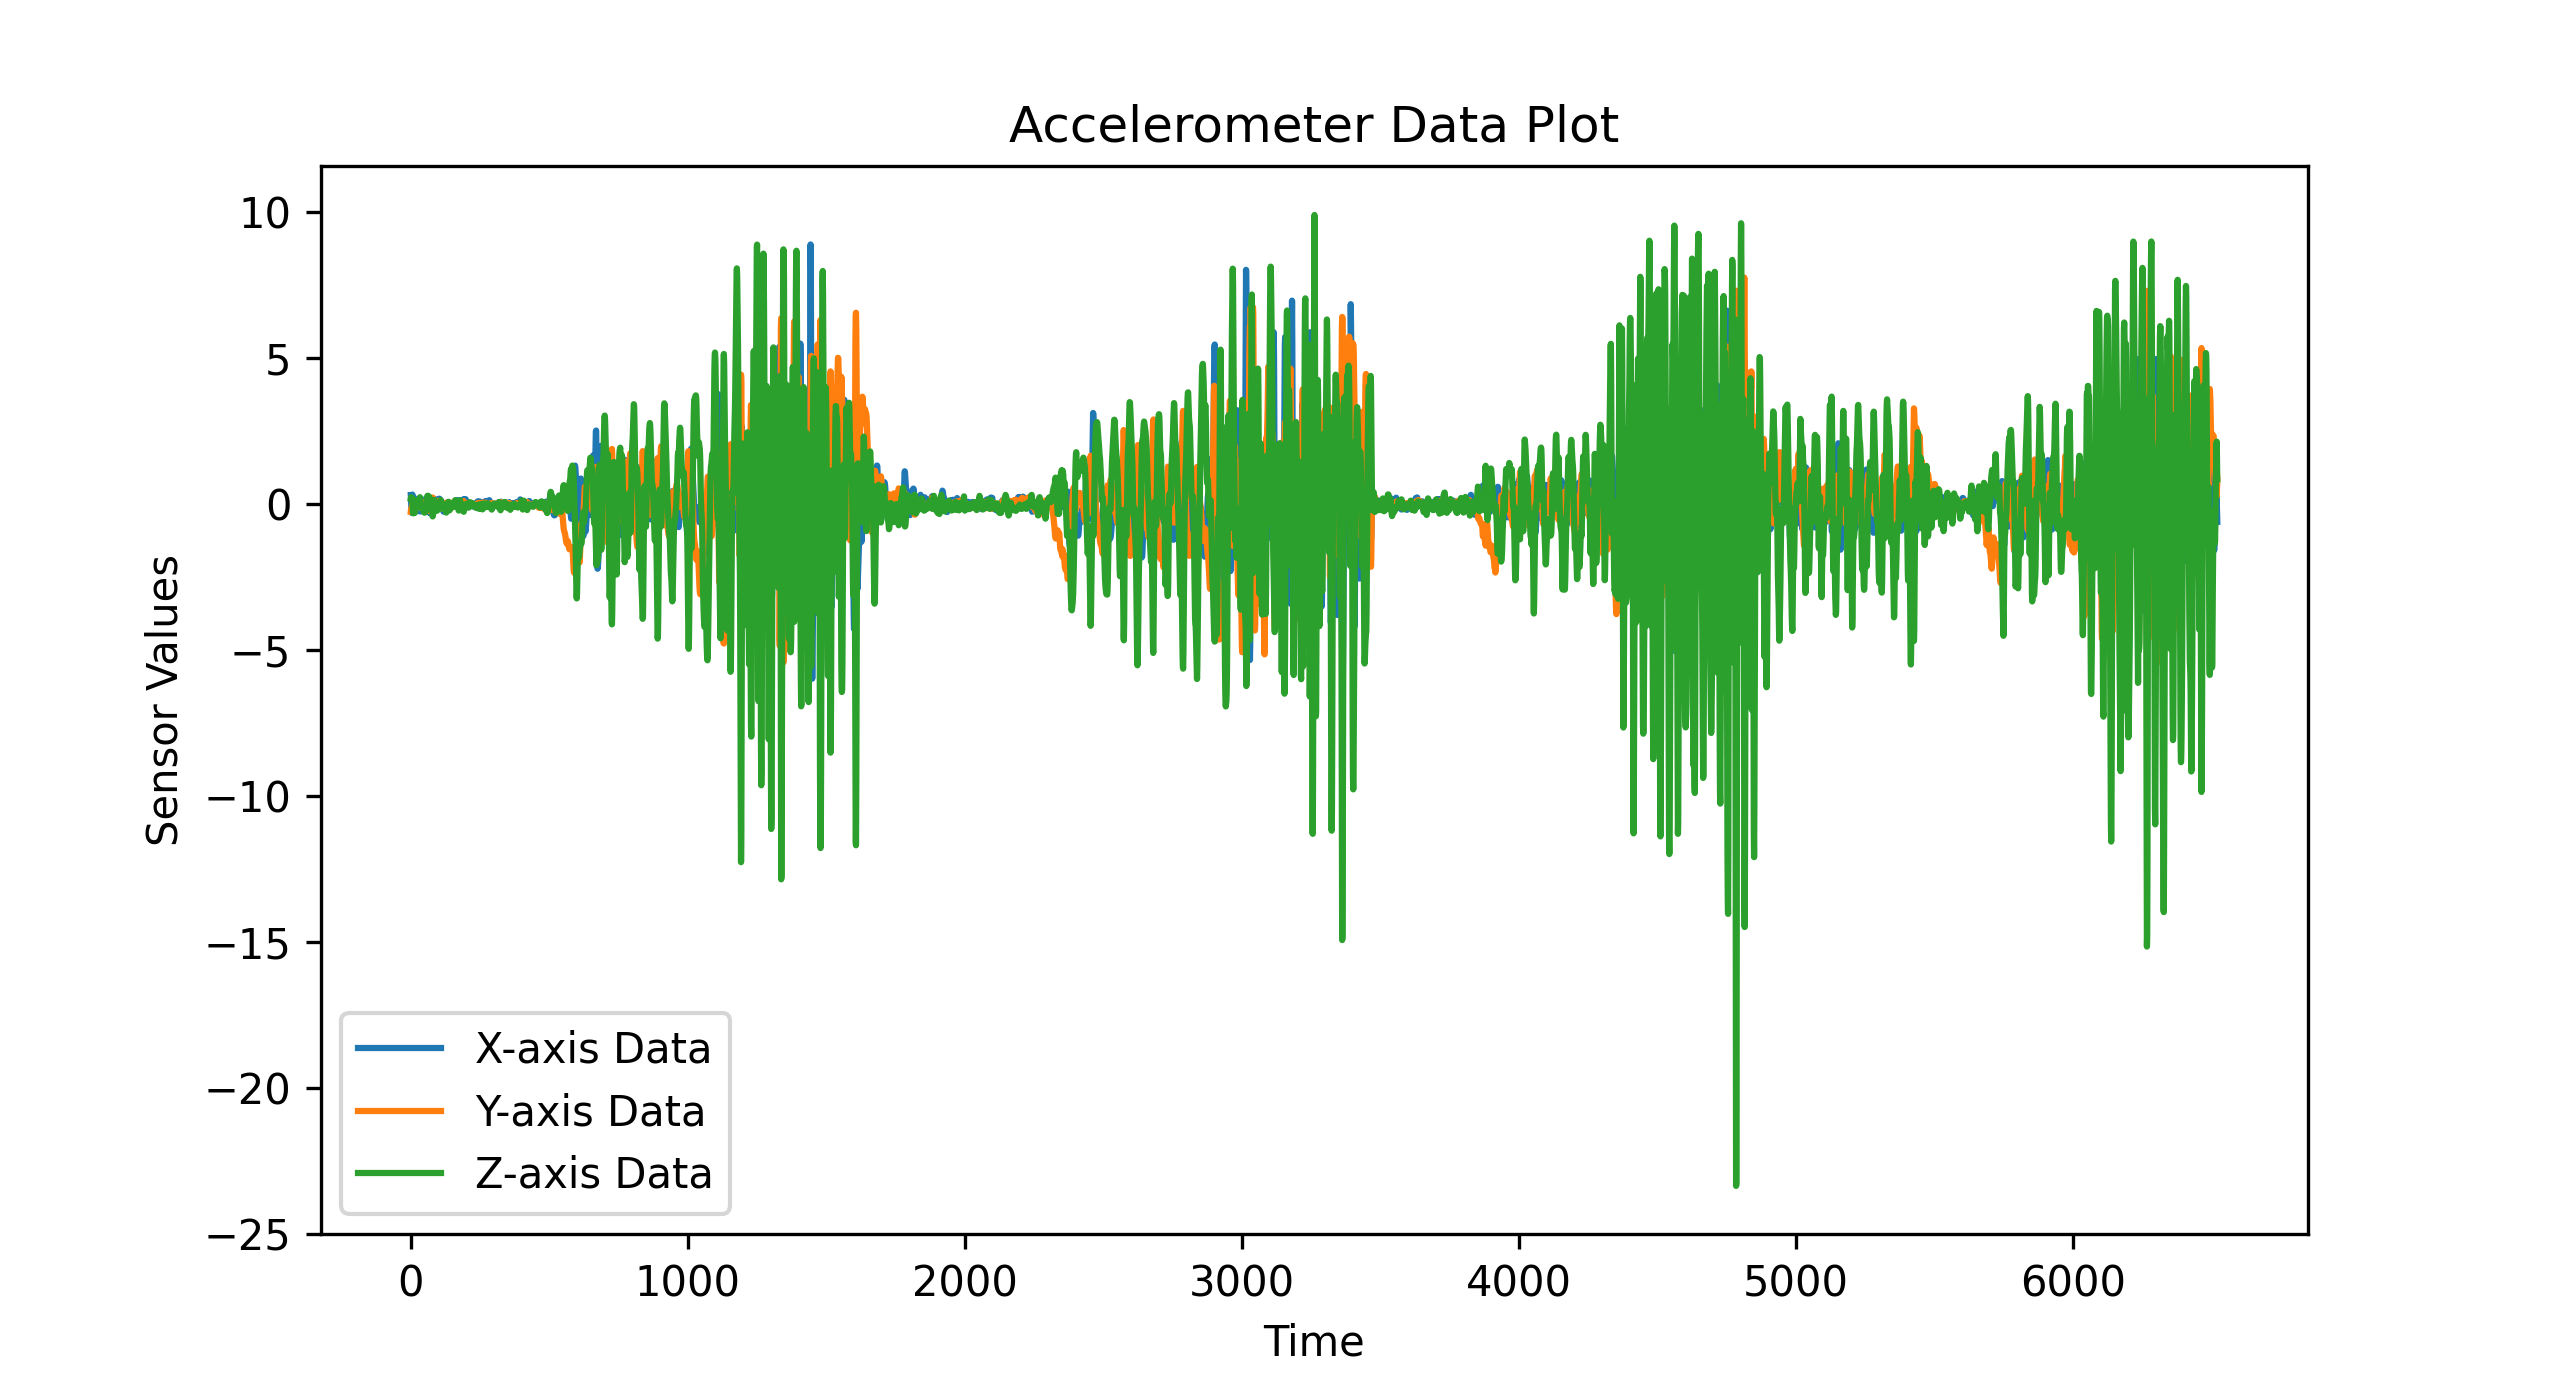 Accelerometer Data Plot
10
5
0
−5
−10
−15
−20
−25
Sensor Values
X-axis Data
Y-axis Data
Z-axis Data
0 1000 2000 3000 4000 5000 6000
Time